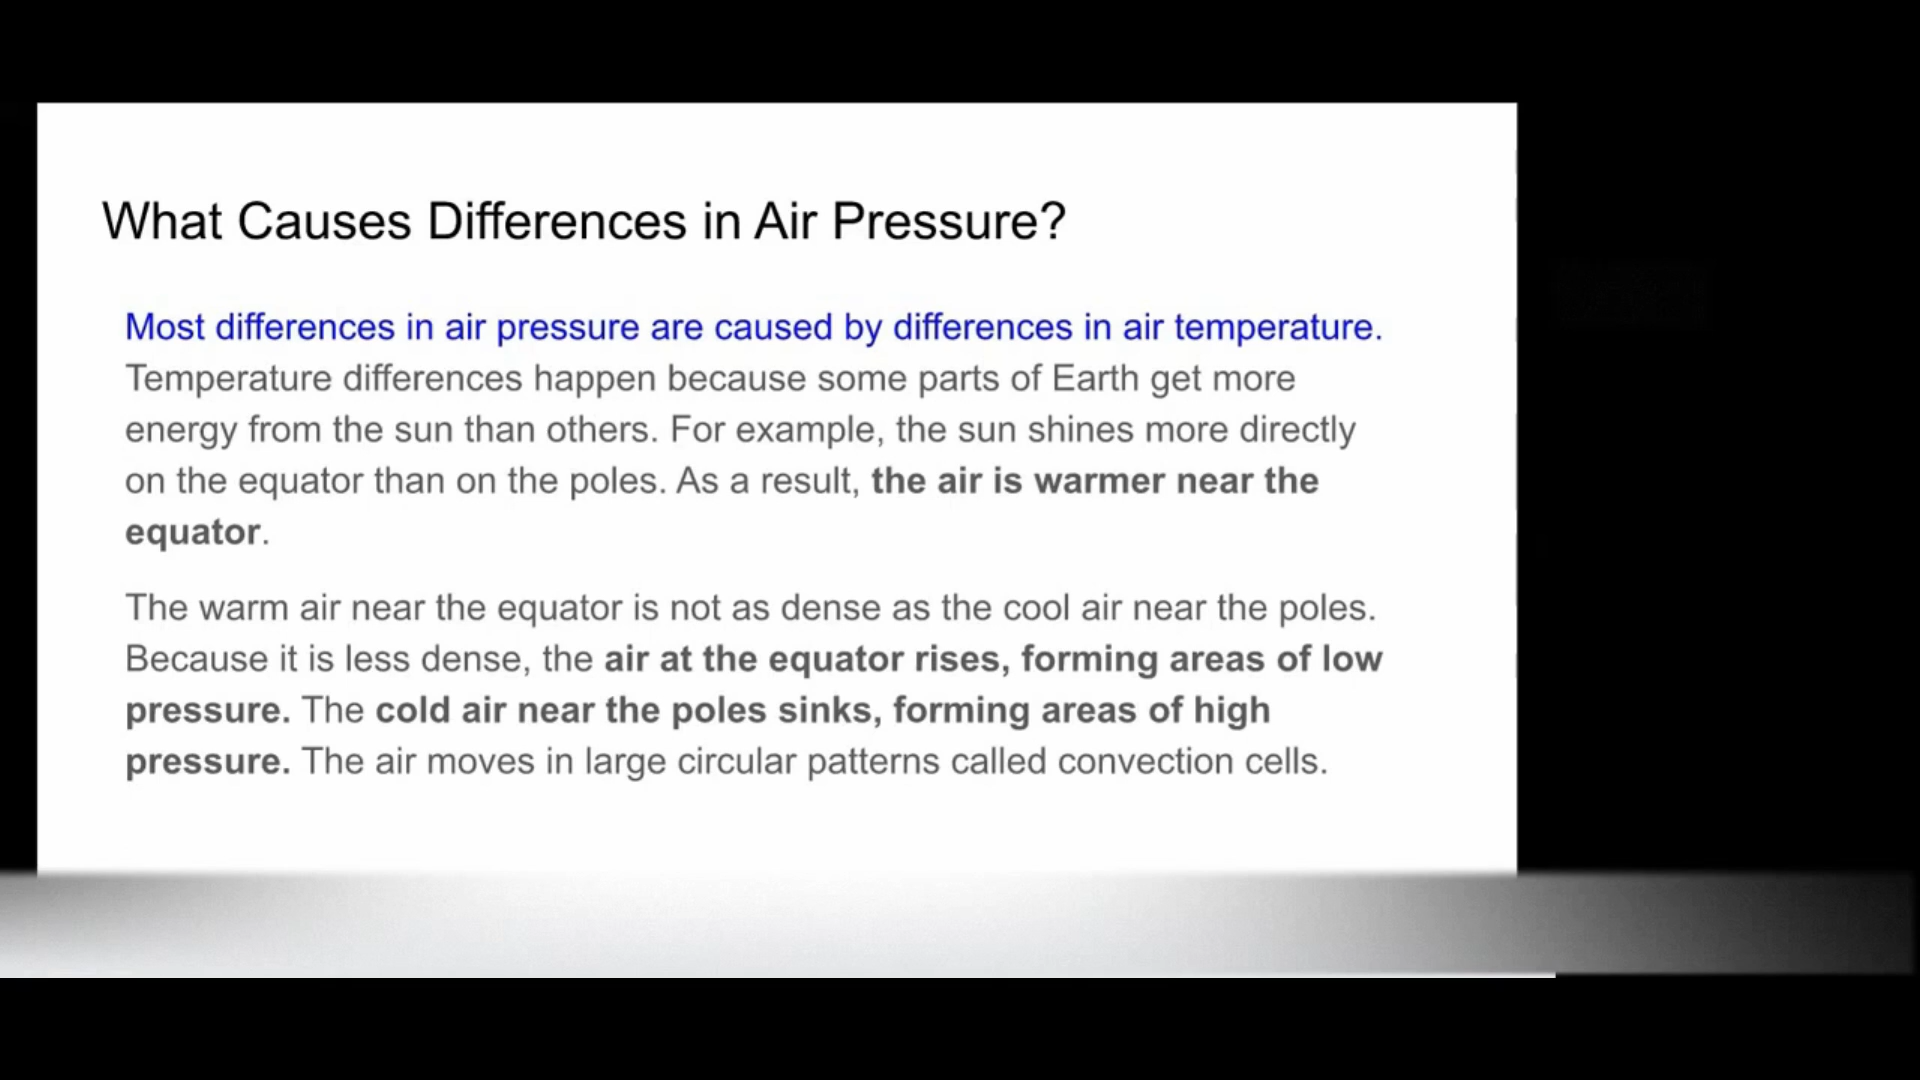 What Causes Differences in Air Pressure?
Most differences in air pressure are caused by differences in air temperature.
Temperature differences happen because some parts of Earth get more
energy from the sun than others. For example, the sun shines more directly
on the equator than on the poles. As a result, the air is warmer near the
equator.
The warm air near the equator is not as dense as the cool air near the poles.
Because it is less dense, the air at the equator rises, forming areas of low
pressure. The cold air near the poles sinks, forming areas of high
pressure. The air moves in large circular patterns called convection cells.